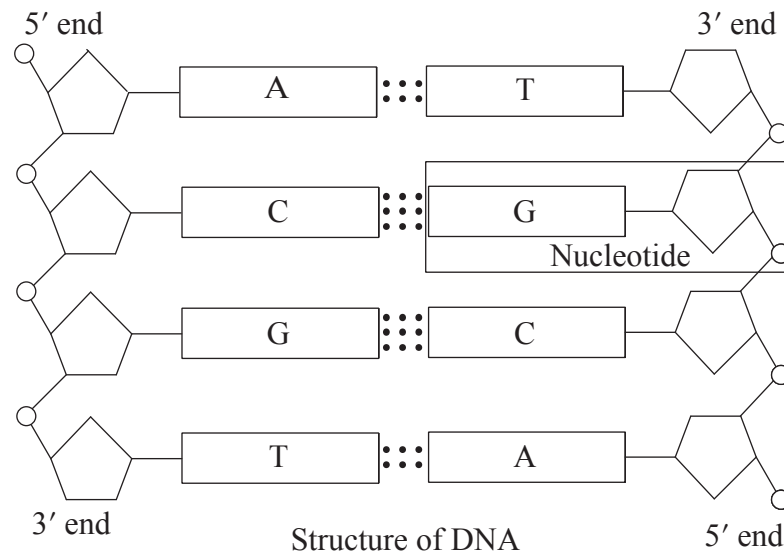 5′ end 3′ end
A T
C G
Nucleotide
G C
T A
3′ end 5′ end
Structure of DNA